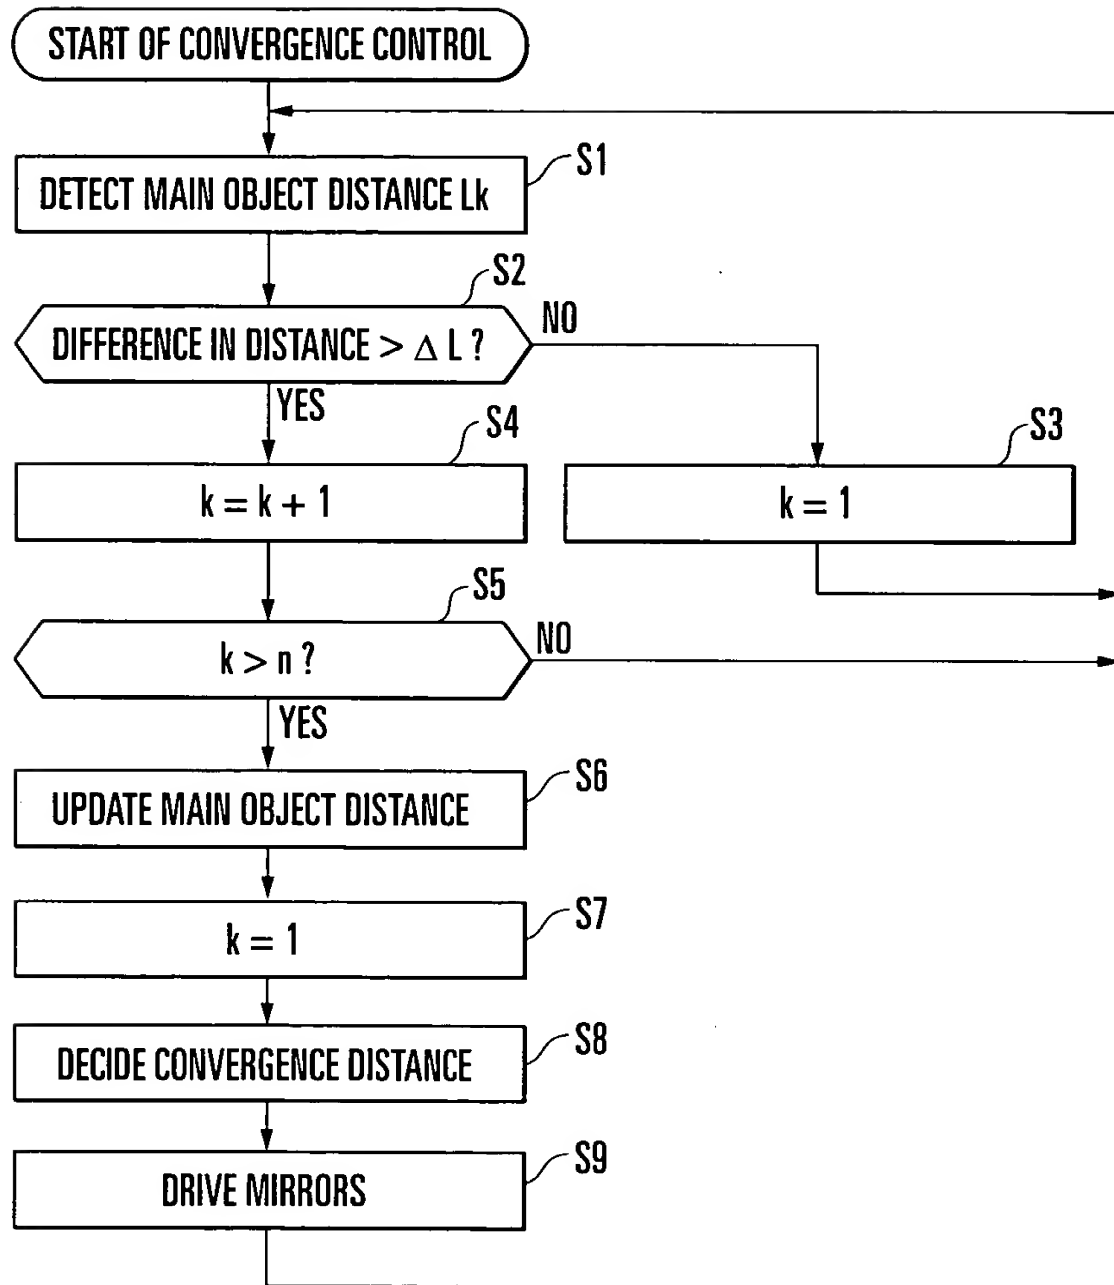 START OF CONVERGENCE CONTROL
S1
DETECT MAIN OBJECT DISTANCE Lk
S2
DIFFERENCE IN DISTANCE > Δ L ?
NO
YES
S4
k = k + 1
S3
k = 1
S5
k > n ?
NO
YES
S6
UPDATE MAIN OBJECT DISTANCE
S7
k = 1
S8
DECIDE CONVERGENCE DISTANCE
S9
DRIVE MIRRORS